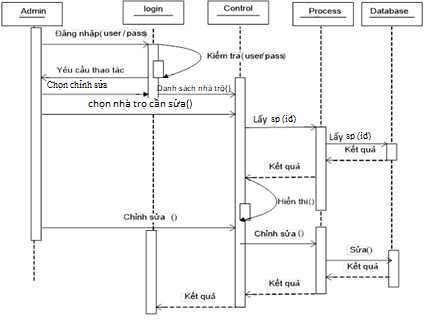 Admin
login
Control
Process
Database
Đăng nhập( user / pass)
Kiểm tra( user/ pass)
Yêu cầu thao tác
Chọn chỉnh sửa
Danh sách nhà trọ()
chọn nhà trọ cần sửa()
Lấy sp (id)
Lấy sp (id)
Kết quả
Kết quả
Hiển thị()
Chỉnh sửa ()
Chỉnh sửa ()
Sửa()
Kết quả
Kết quả
Kết quả